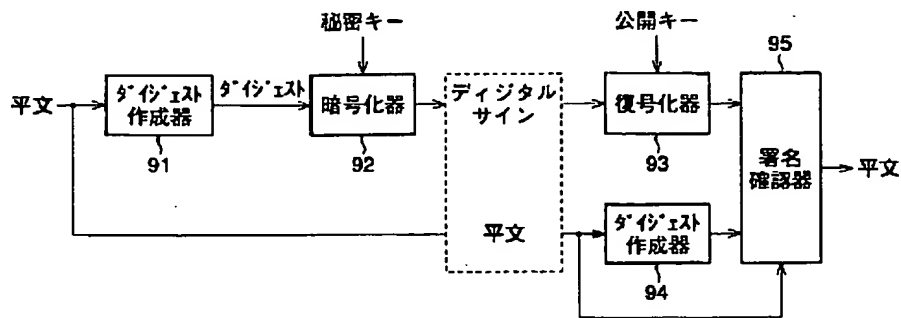 秘密キー
公開キー
95
平文
ダイジェスト
作成器
ダイジェスト
暗号化器
ディジタル
サイン
復号化器
署名
確認器
平文
91
92
93
平文
ダイジェスト
作成器
94